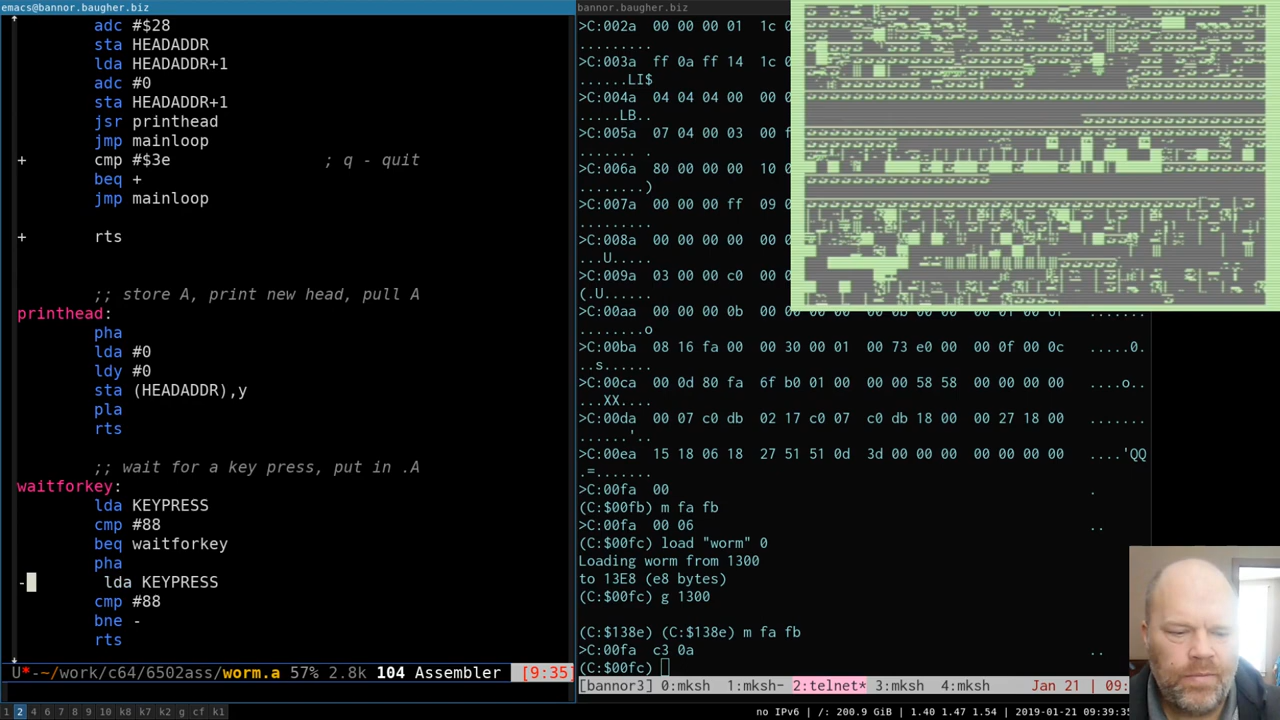 emacs@bannor.baugher.biz
adc #$28
sta HEADADDR
lda HEADADDR+1
adc #0
sta HEADADDR+1
jsr printhead
jmp mainloop
+ cmp #$3e ; q - quit
beq +
jmp mainloop
+ rts
;; store A, print new head, pull A
printhead:
pha
lda #0
ldy #0
sta (HEADADDR),y
pla
rts
;; wait for a key press, put in .A
waitforkey:
lda KEYPRESS
cmp #88
beq waitforkey
pha
- lda KEYPRESS
cmp #88
bne -
rts
U*-~/work/c64/6502ass/worm.a 57% 2.8k 104 Assembler [9:35]
bannor.baugher.biz
>C:002a 00 00 00 01 1c 0
.........
>C:003a ff 0a ff 14 1c 0
......LI$
>C:004a 04 04 04 00 00 0
.....LB..
>C:005a 07 04 00 03 00 f
....... .
>C:006a 80 00 00 00 10 0
........)
>C:007a 00 00 00 ff 09 0
>C:008a 00 00 00 00 00 0
...U.....
>C:009a 03 00 00 c0 00 0
(.U......
>C:00aa 00 00 00 0b 00 00 00 00 00 0b 00 00 00 0f 00 0f .......
........o
>C:00ba 08 16 fa 00 00 30 00 01 00 73 e0 00 00 0f 00 0c .....0.
..s......
>C:00ca 00 0d 80 fa 6f b0 01 00 00 00 58 58 00 00 00 00 ....o..
...XX....
>C:00da 00 07 c0 db 02 17 c0 07 c0 db 18 00 00 27 18 00 .......
......'..
>C:00ea 15 18 06 18 27 51 51 0d 3d 00 00 00 00 00 00 00 ....'QQ
.=.......
>C:00fa 00 .
(C:$00fb) m fa fb
>C:00fa 00 06 ..
(C:$00fc) load "worm" 0
Loading worm from 1300
to 13E8 (e8 bytes)
(C:$00fc) g 1300
(C:$138e) (C:$138e) m fa fb
>C:00fa c3 0a ..
(C:$00fc)
[bannor3] 0:mksh 1:mksh- 2:telnet* 3:mksh 4:mksh Jan 21 | 09:
1 2 3 4 5 6 7 8 9 10 k8 k7 k2 g cf k1
no IPv6 | /: 200.9 GiB | 1.40 1.47 1.54 | 2019-01-21 09:39:35